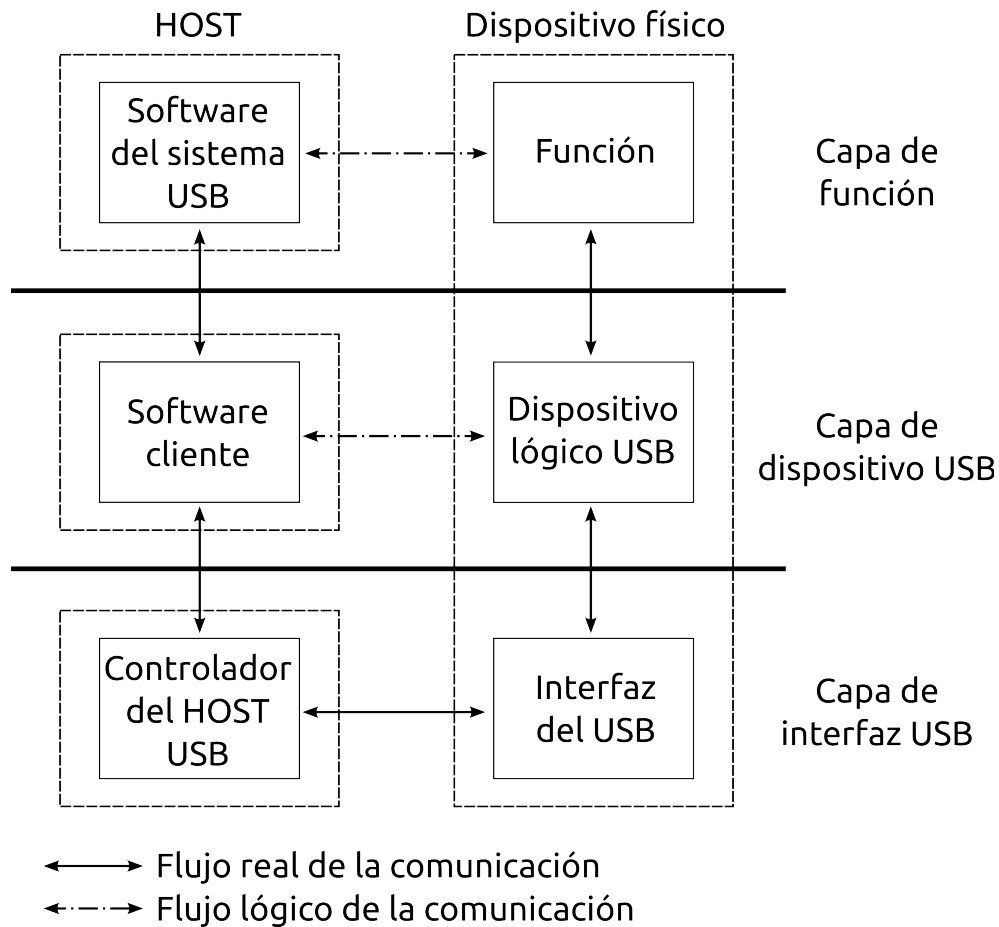 HOST
Dispositivo físico
Software
del sistema
USB
Función
Capa de
función
Software
cliente
Dispositivo
lógico USB
Capa de
dispositivo USB
Controlador
del HOST
USB
Interfaz
del USB
Capa de
interfaz USB
Flujo real de la comunicación
Flujo lógico de la comunicación